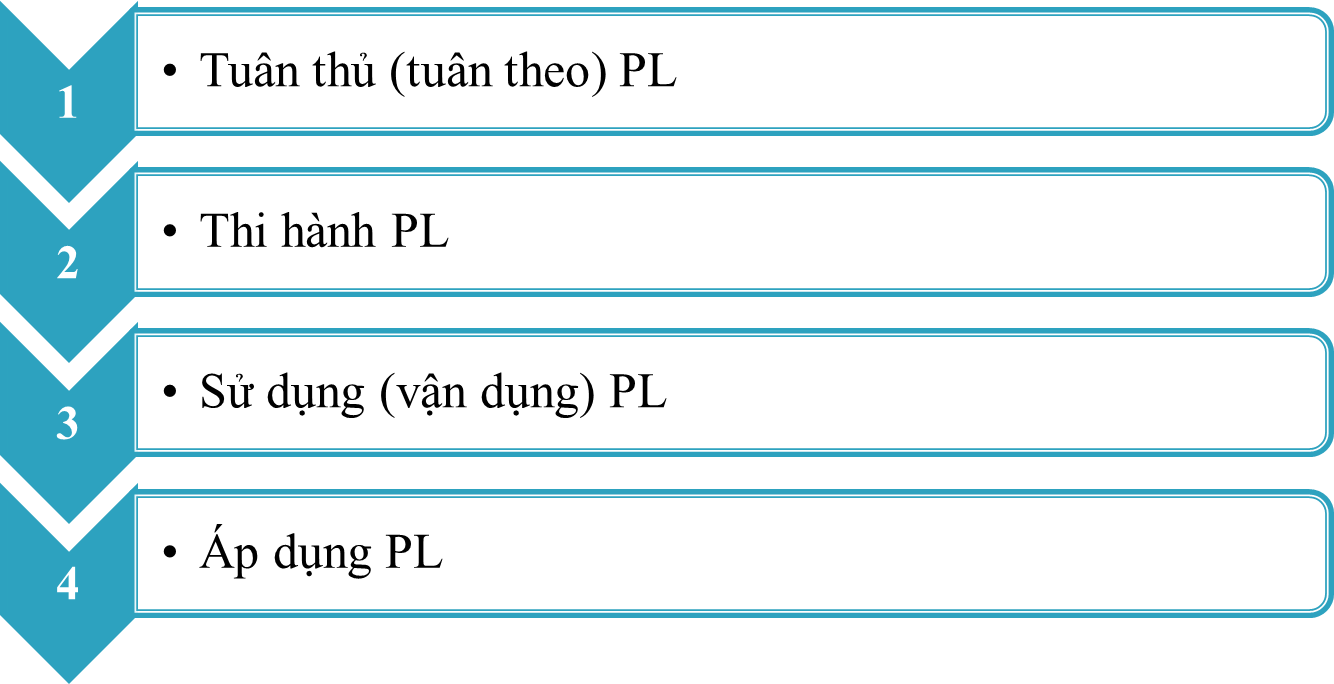 1
• Tuân thủ (tuân theo) PL
2
• Thi hành PL
3
• Sử dụng (vận dụng) PL
4
• Áp dụng PL